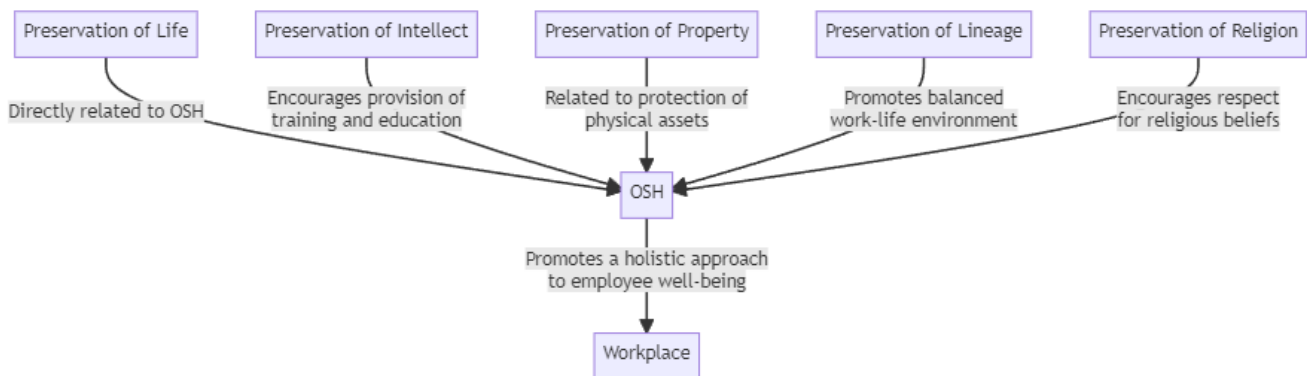 Preservation of Life
Preservation of Intellect
Preservation of Property
Preservation of Lineage
Preservation of Religion
Directly related to OSH
Encourages provision of
training and education
Related to protection of
physical assets
Promotes balanced
work-life environment
Encourages respect
for religious beliefs
OSH
Promotes a holistic approach
to employee well-being
Workplace